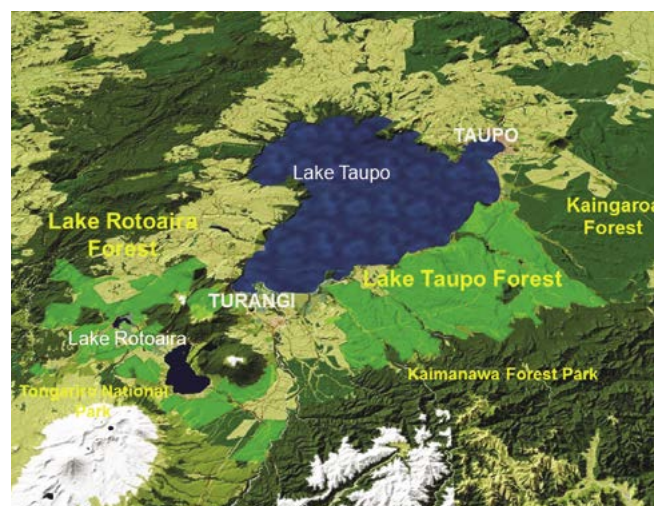 TAUPO
Lake Taupo
Kaingaroa
Forest
Lake Rotoaira
Forest
Lake Taupo Forest
TURANGI
Lake Rotoaira
Kaimanawa Forest Park
Tongariro National
Park